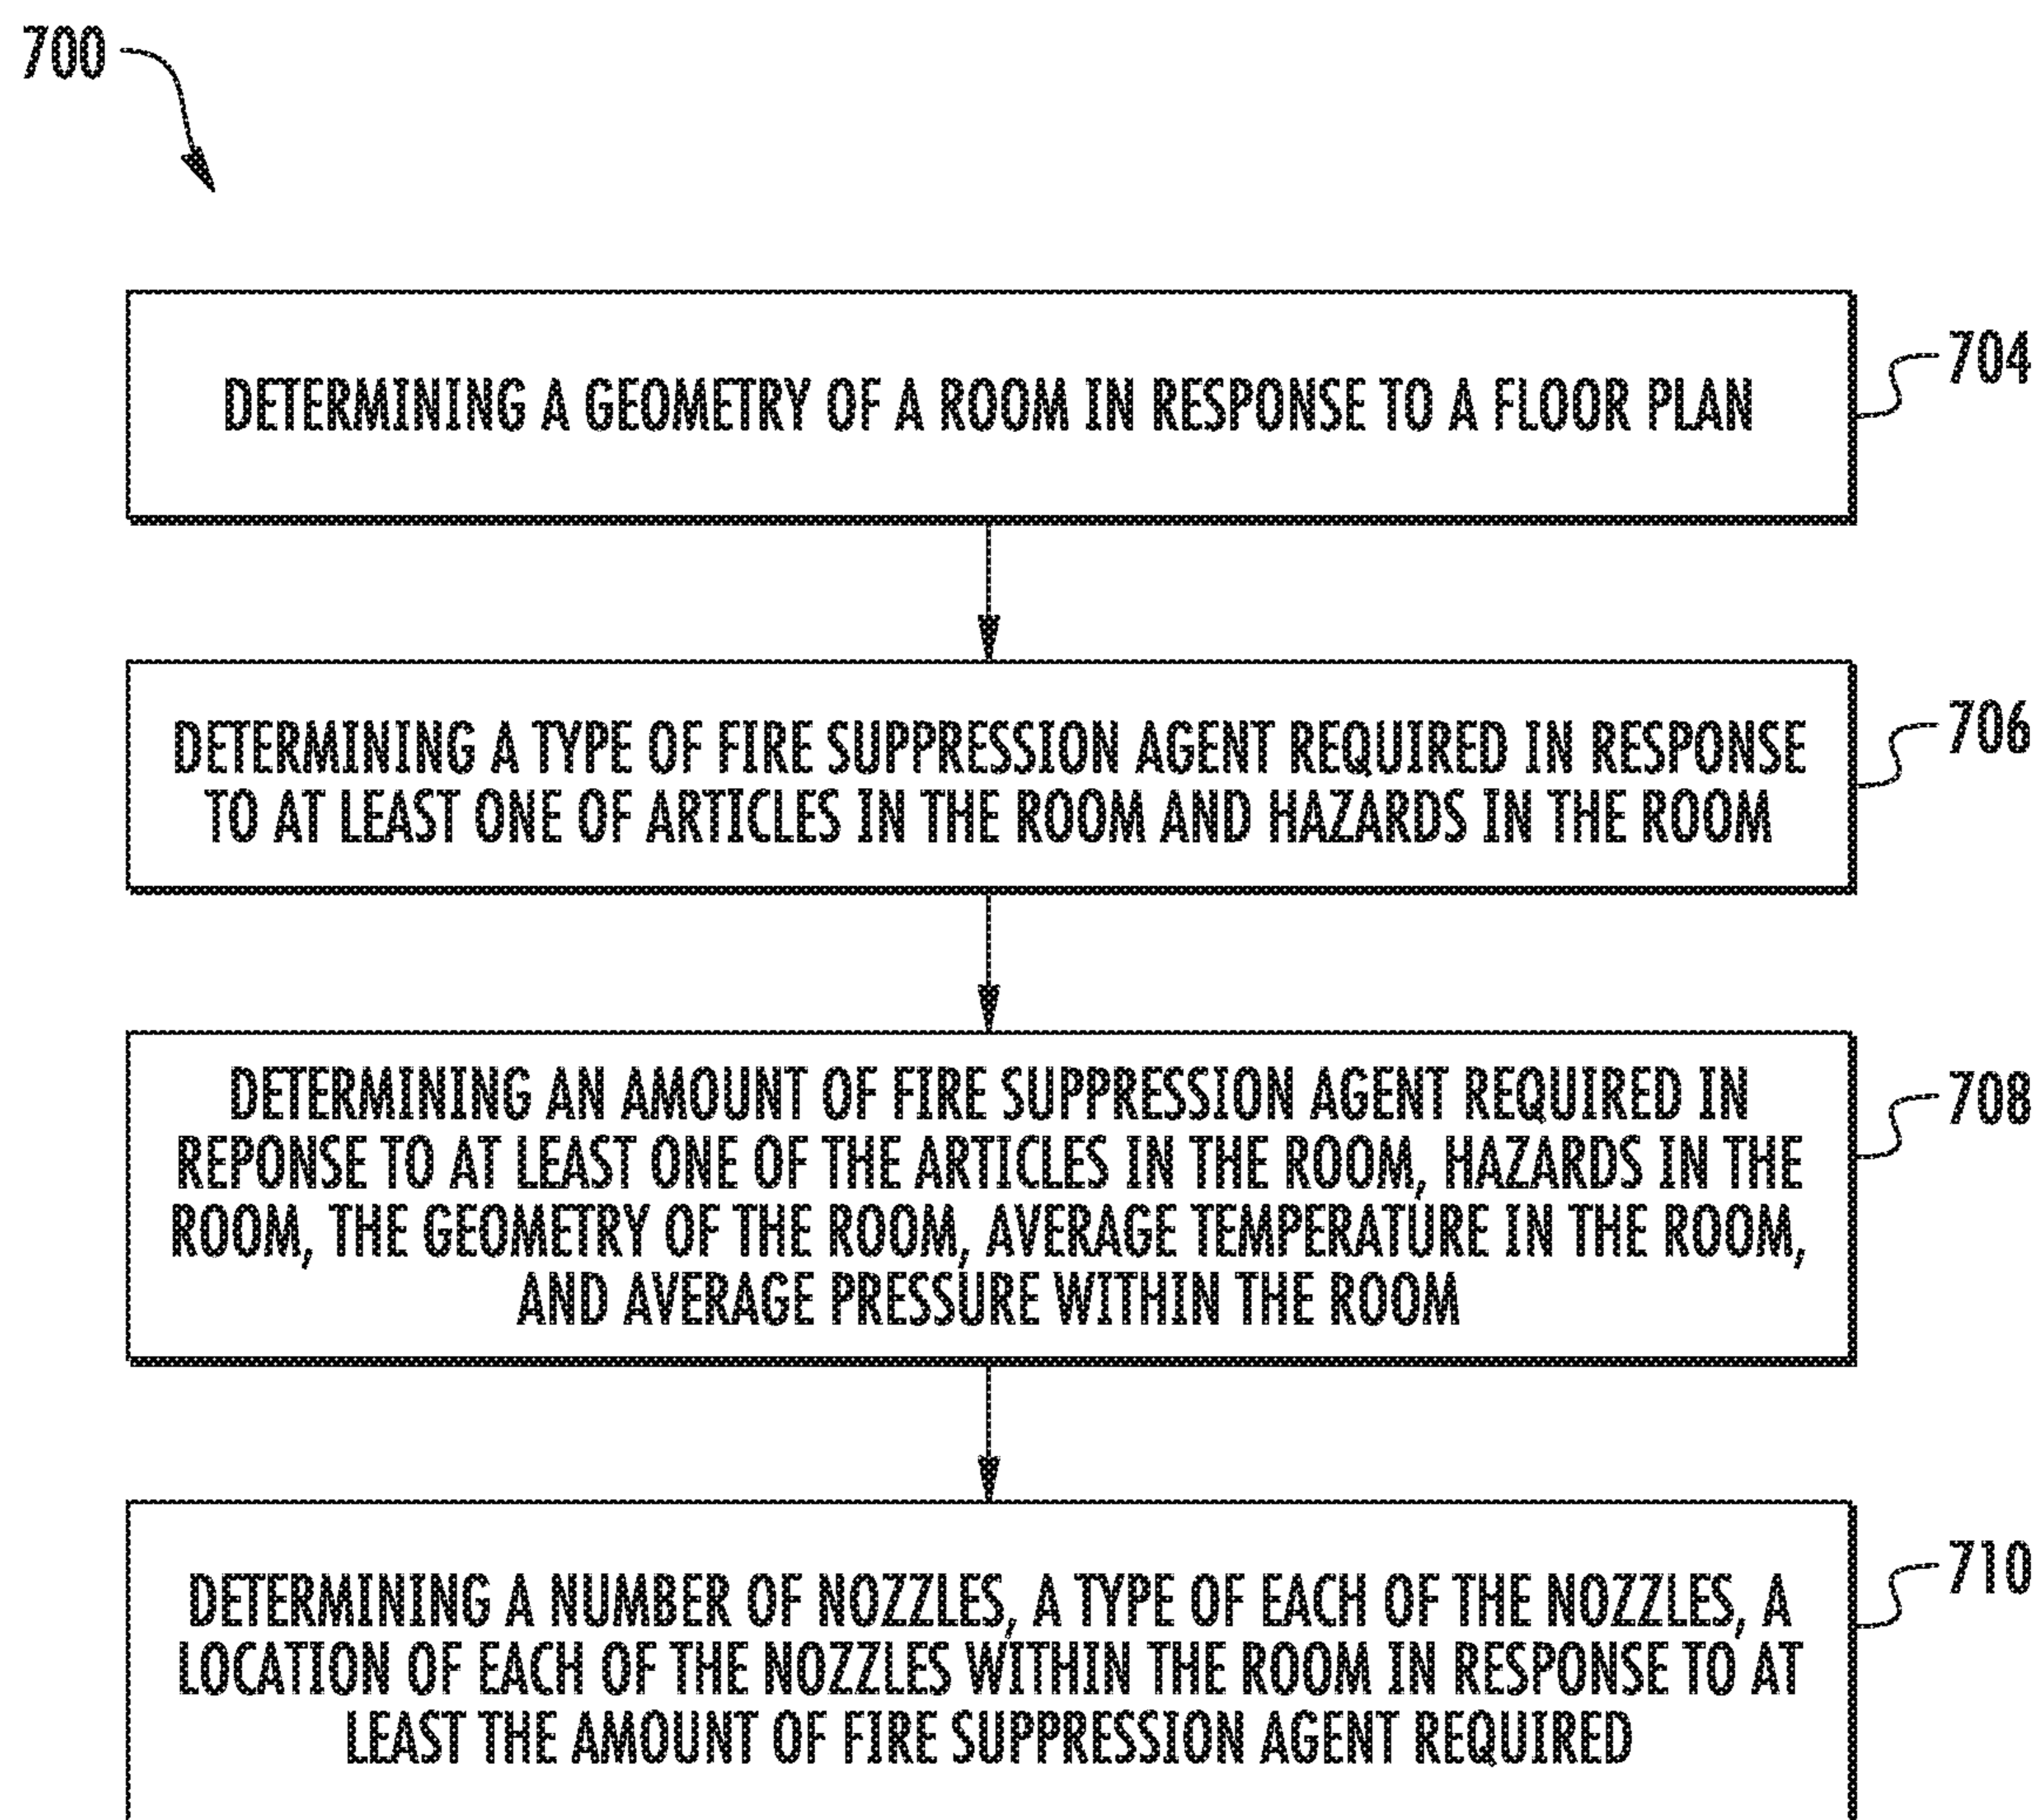 700
DETERMINING A GEOMETRY OF A ROOM IN RESPONSE TO A FLOOR PLAN
704
DETERMINING A TYPE OF FIRE SUPPRESSION AGENT REQUIRED IN RESPONSE
TO AT LEAST ONE OF ARTICLES IN THE ROOM AND HAZARDS IN THE ROOM
706
DETERMINING AN AMOUNT OF FIRE SUPPRESSION AGENT REQUIRED IN
REPONSE TO AT LEAST ONE OF THE ARTICLES IN THE ROOM, HAZARDS IN THE
ROOM, THE GEOMETRY OF THE ROOM, AVERAGE TEMPERATURE IN THE ROOM,
AND AVERAGE PRESSURE WITHIN THE ROOM
708
DETERMINING A NUMBER OF NOZZLES, A TYPE OF EACH OF THE NOZZLES, A
LOCATION OF EACH OF THE NOZZLES WITHIN THE ROOM IN RESPONSE TO AT
LEAST THE AMOUNT OF FIRE SUPPRESSION AGENT REQUIRED
710